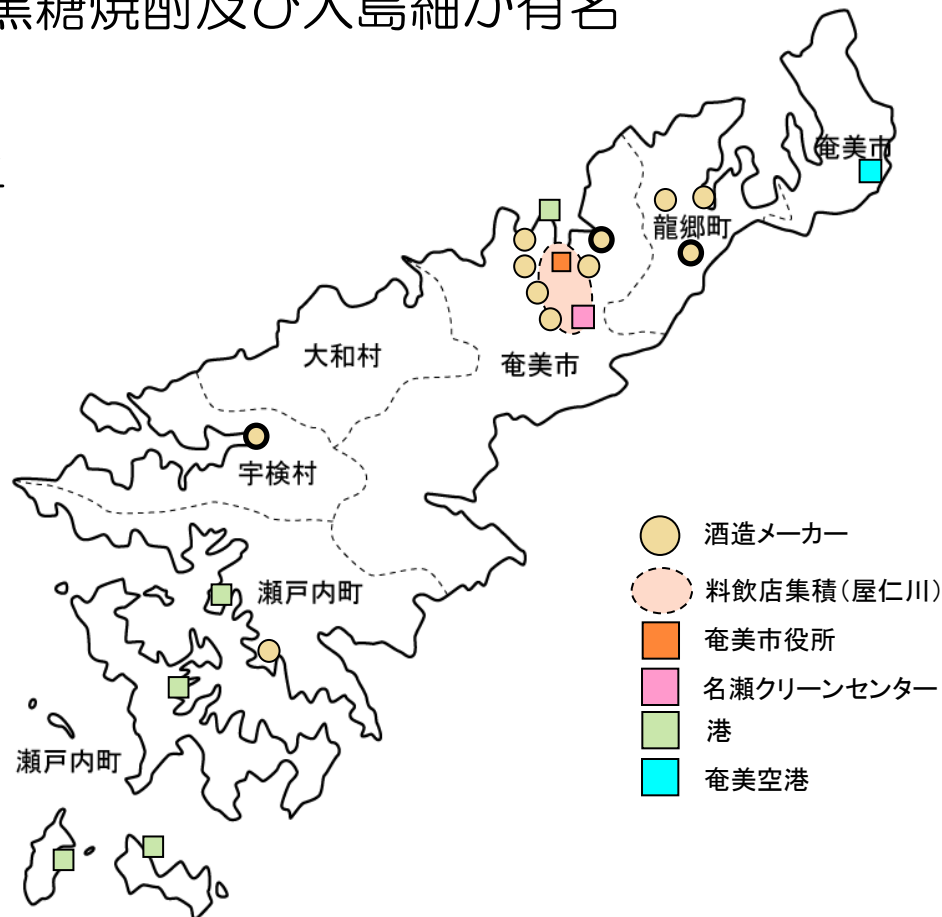 黒糖焼酎及び大島紬が有名
奄美市
龍郷町
大和村
奄美市
宇検村
瀬戸内町
瀬戸内町
酒造メーカー
料飲店集積（屋仁川）
奄美市役所
名瀬クリーンセンター
港
奄美空港